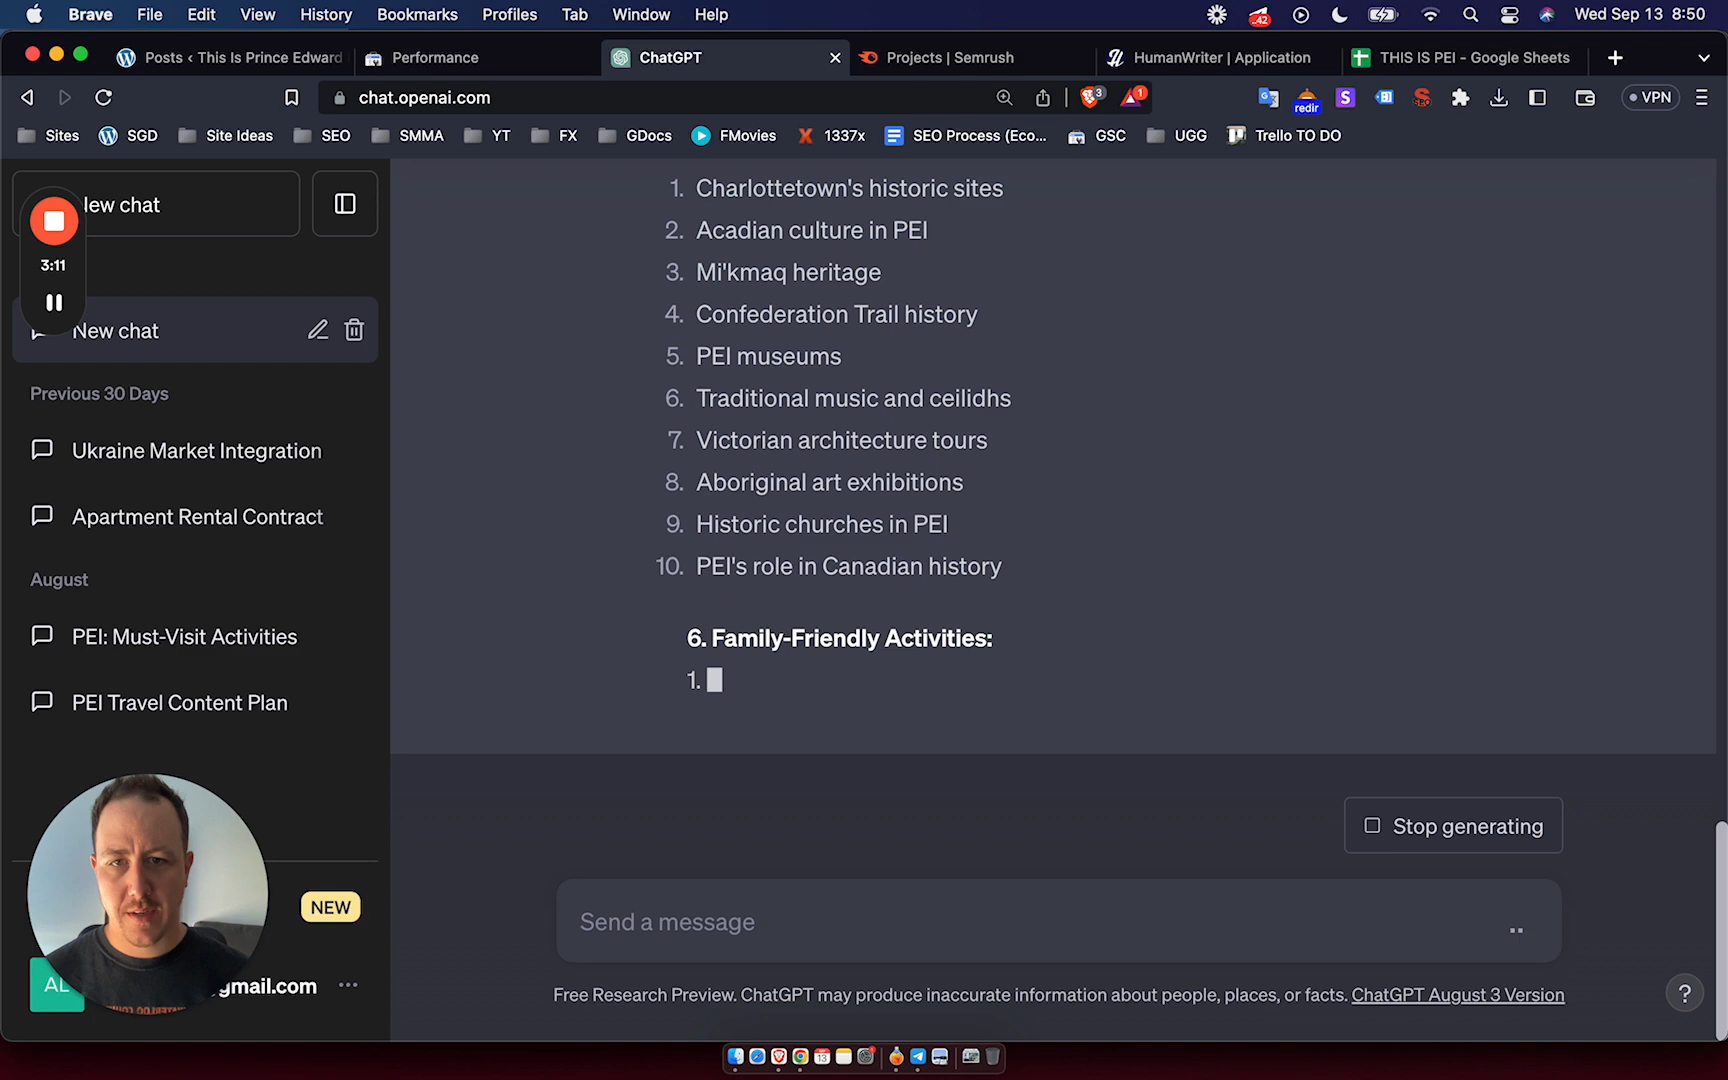 Brave File Edit View History Bookmarks Profiles Tab Window Help
.42
Wed Sep 13 8:50
Posts ‹ This Is Prince Edward
Performance
ChatGPT
Projects | Semrush
HumanWriter | Application
THIS IS PEI - Google Sheets
chat.openai.com
3
1
redir
S
VPN
Sites
SGD
Site Ideas
SEO
SMMA
YT
FX
GDocs
FMovies
1337x
SEO Process (Eco...
GSC
UGG
Trello TO DO
lew chat
3:11
New chat
Previous 30 Days
Ukraine Market Integration
Apartment Rental Contract
August
PEI: Must-Visit Activities
PEI Travel Content Plan
NEW
AL
gmail.com
1. Charlottetown's historic sites
2. Acadian culture in PEI
3. Mi'kmaq heritage
4. Confederation Trail history
5. PEI museums
6. Traditional music and ceilidhs
7. Victorian architecture tours
8. Aboriginal art exhibitions
9. Historic churches in PEI
10. PEI's role in Canadian history
6. Family-Friendly Activities:
1.
Stop generating
Send a message
Free Research Preview. ChatGPT may produce inaccurate information about people, places, or facts. ChatGPT August 3 Version
?